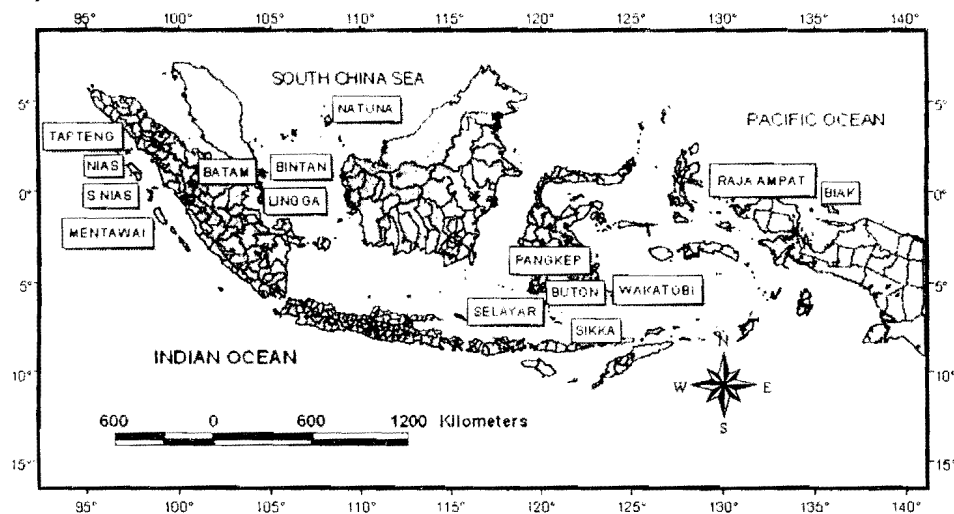 95° 100° 105° 110° 115° 120° 125° 130° 135° 140°
SOUTH CHINA SEA
5° 5°
NATUNA
PACIFIC OCEAN
TAPTENG
NIAS BATAM BINTAN RAJA AMPAT
0° S NIAS LINGGA BIAK 0°
MENTAWAI
PANGKEP
5° BUTON WAKATOBI 5°
SELAYAR
SIKKA
INDIAN OCEAN
N
10° W E 10°
S
600 0 600 1200 Kilometers
15° 15°
95° 100° 105° 110° 115° 120° 125° 130° 135° 140°